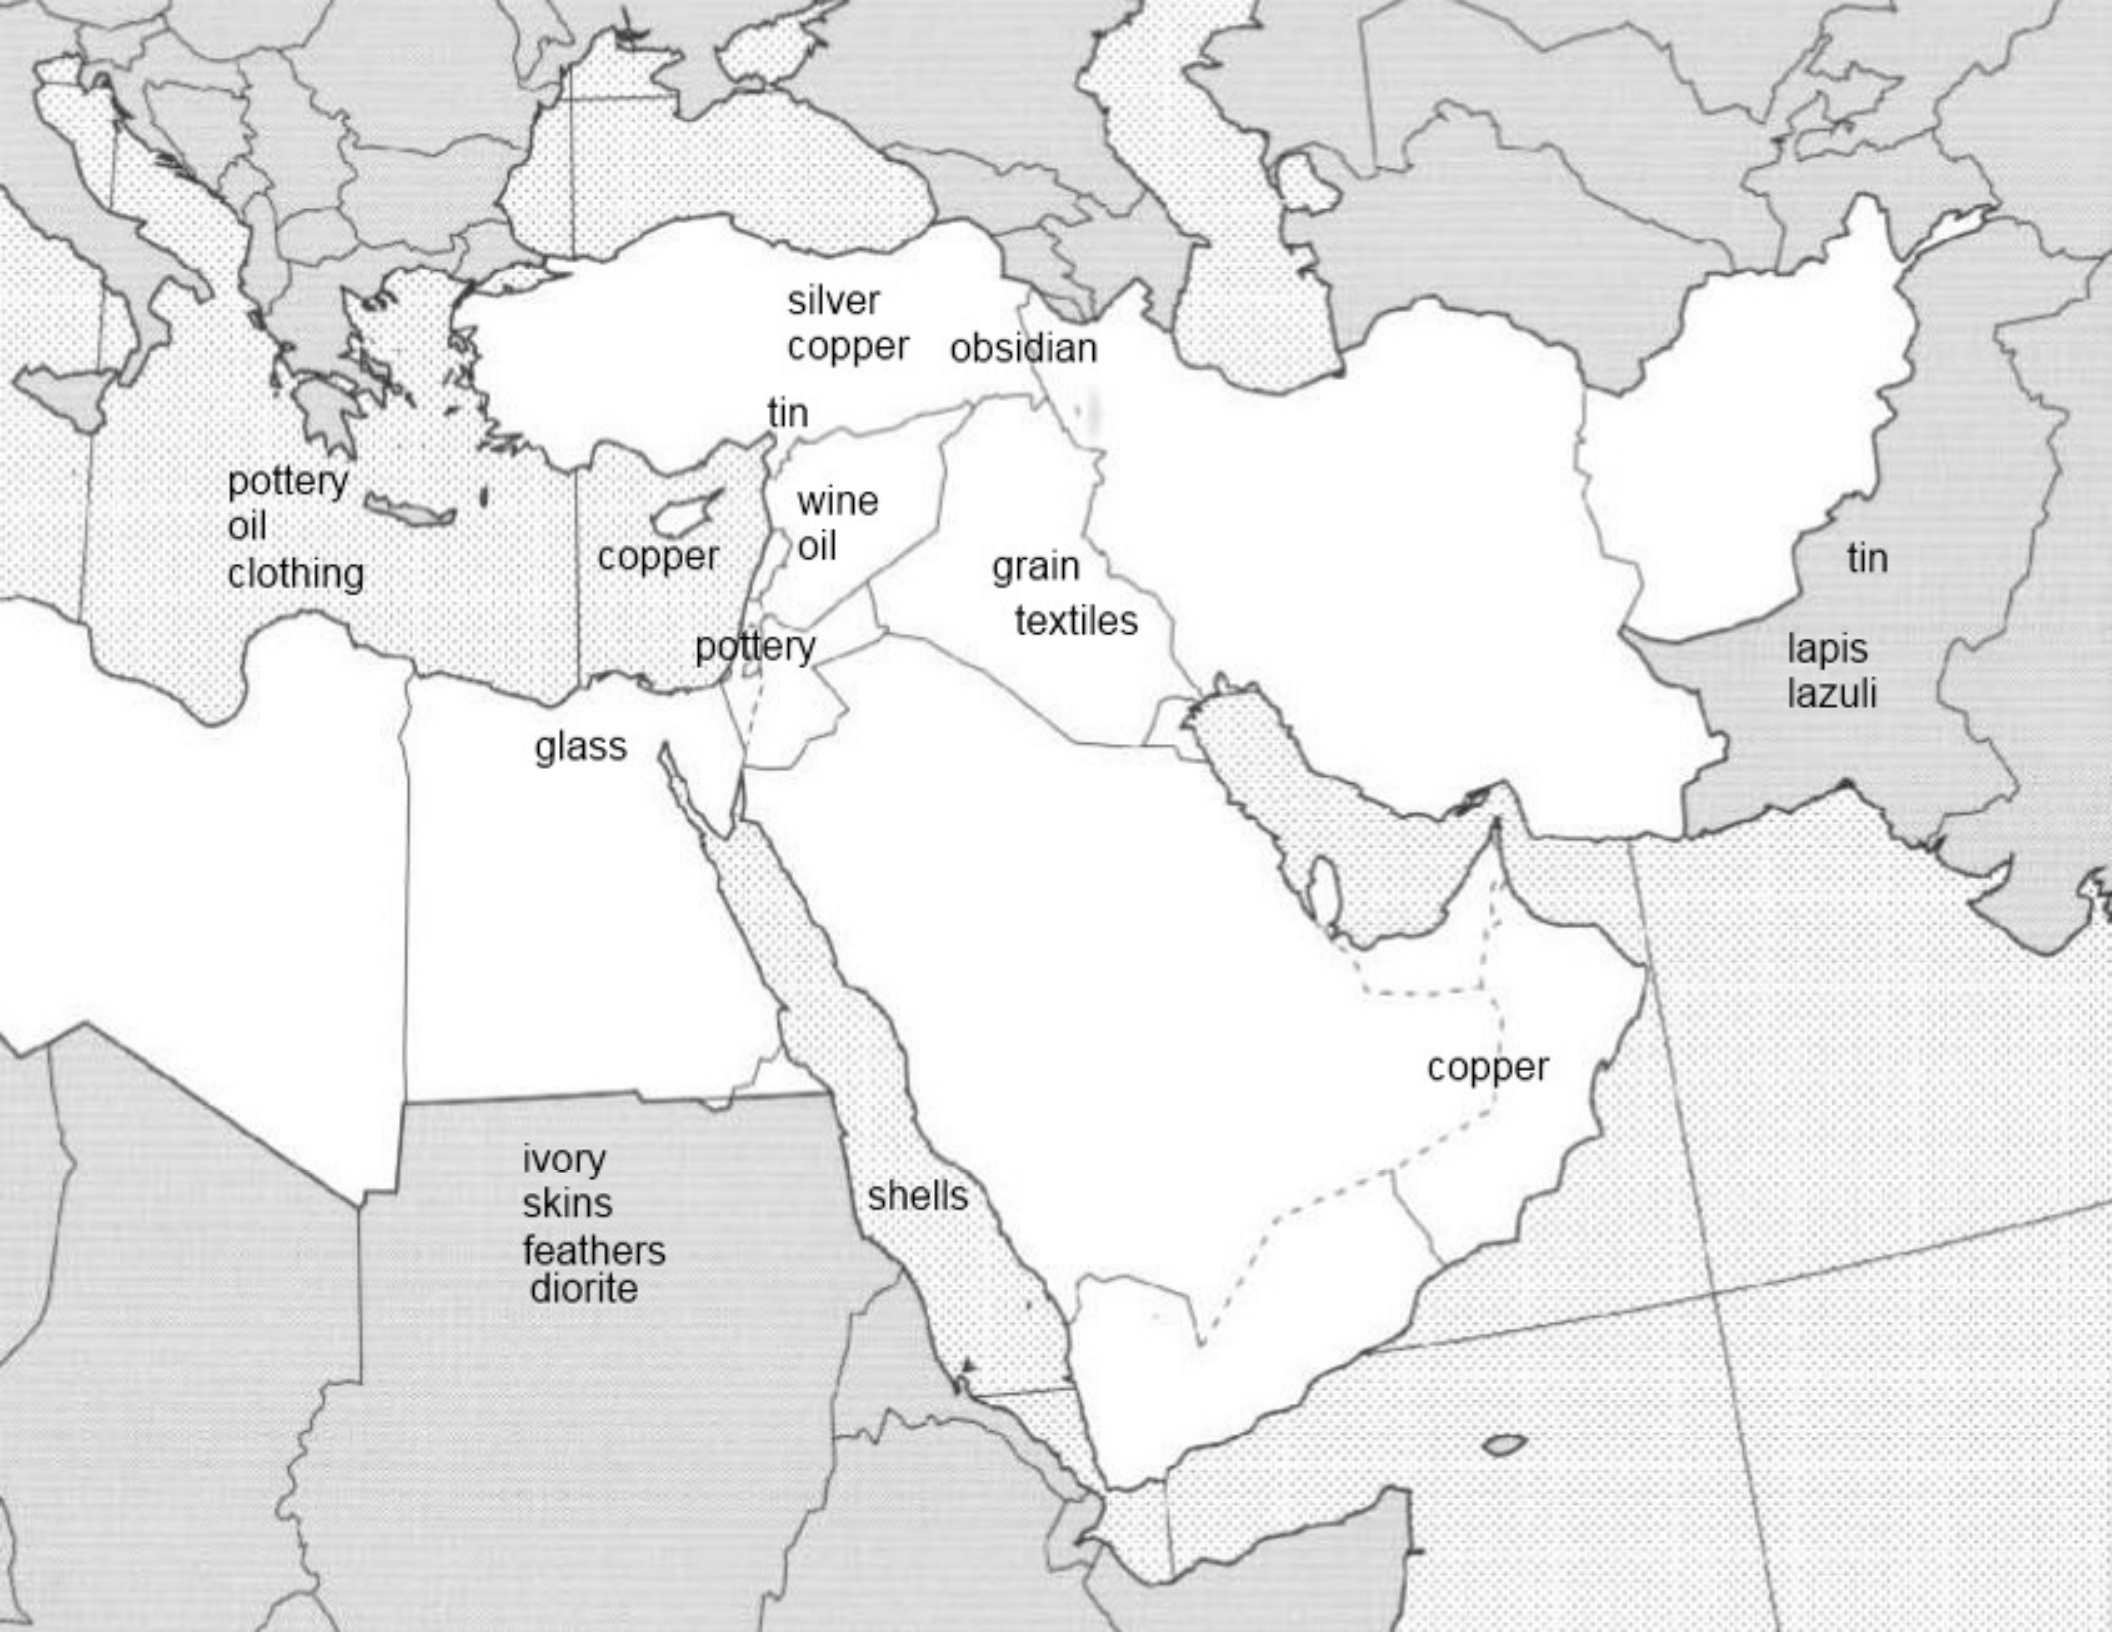 silver
copper
obsidian
tin
pottery
oil
clothing
wine
oil
copper
grain
textiles
tin
pottery
lapis
lazuli
glass
copper
ivory
skins
feathers
diorite
shells